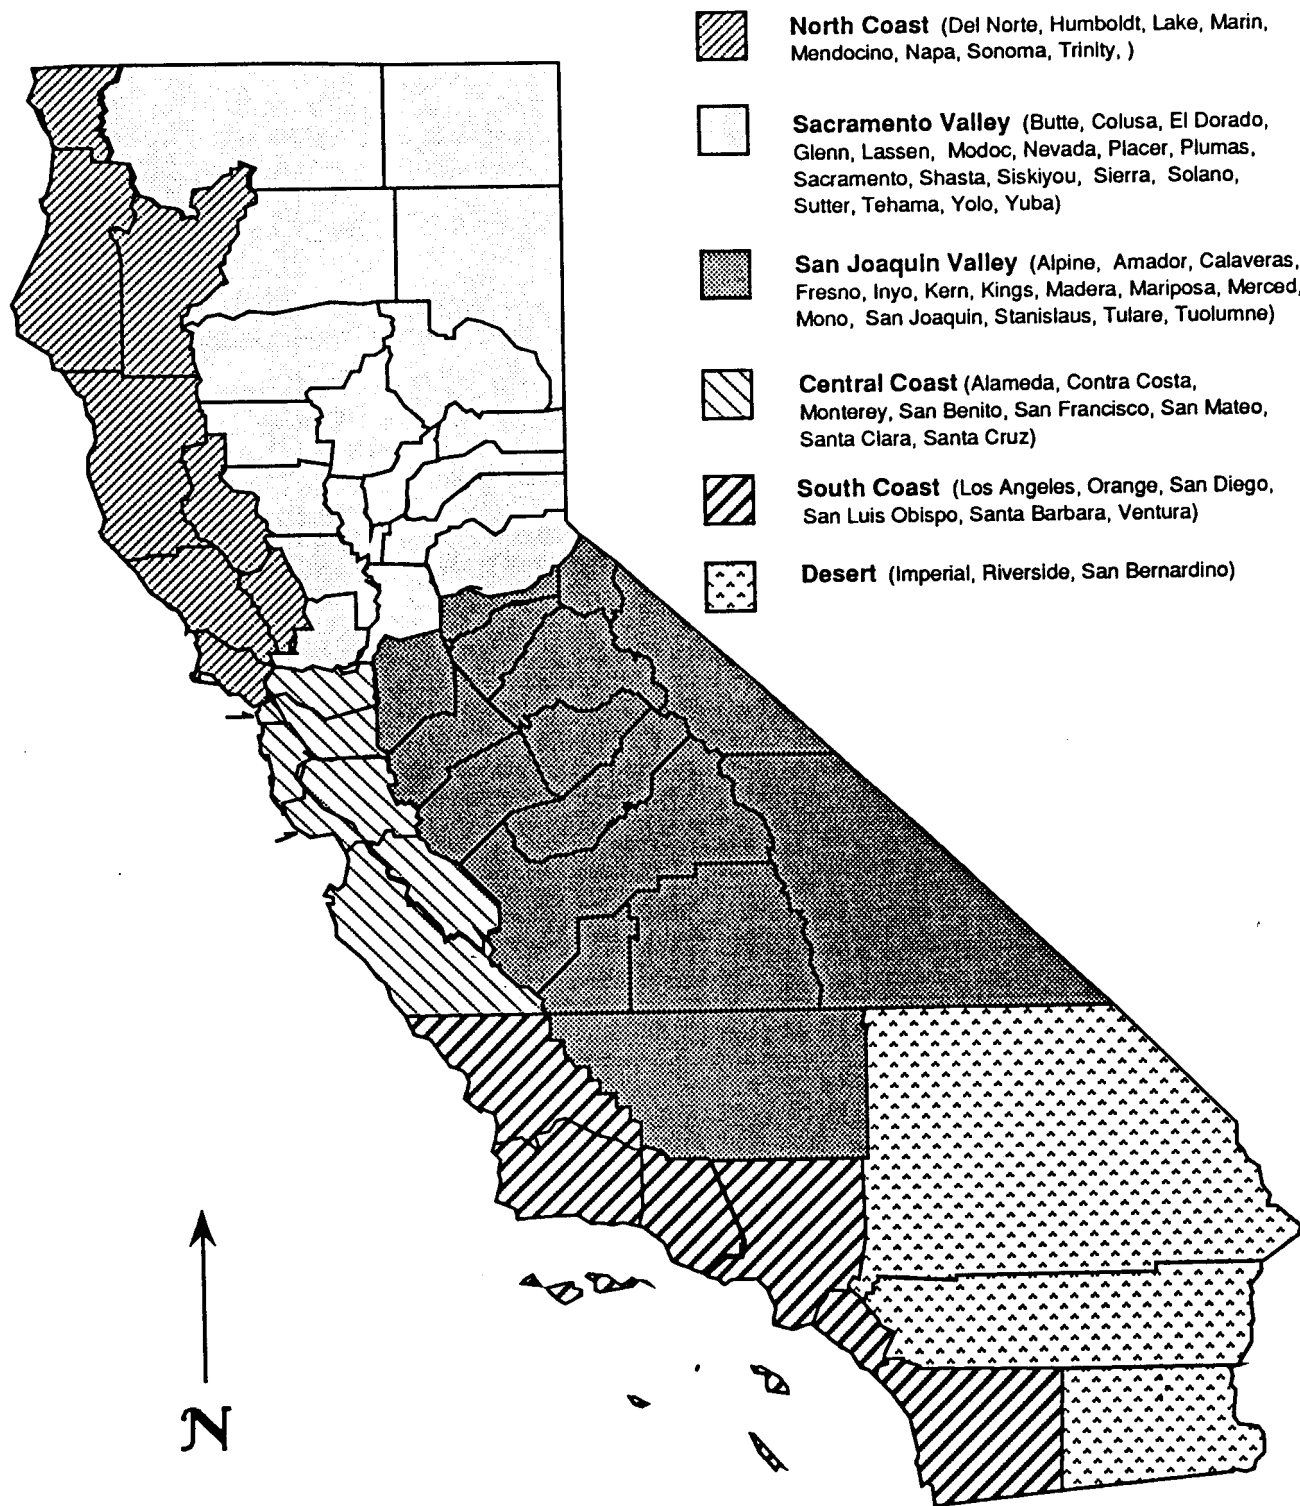 North Coast (Del Norte, Humboldt, Lake, Marin,
Mendocino, Napa, Sonoma, Trinity, )
Sacramento Valley (Butte, Colusa, El Dorado,
Glenn, Lassen, Modoc, Nevada, Placer, Plumas,
Sacramento, Shasta, Siskiyou, Sierra, Solano,
Sutter, Tehama, Yolo, Yuba)
San Joaquin Valley (Alpine, Amador, Calaveras,
Fresno, Inyo, Kern, Kings, Madera, Mariposa, Merced,
Mono, San Joaquin, Stanislaus, Tulare, Tuolumne)
Central Coast (Alameda, Contra Costa,
Monterey, San Benito, San Francisco, San Mateo,
Santa Clara, Santa Cruz)
South Coast (Los Angeles, Orange, San Diego,
San Luis Obispo, Santa Barbara, Ventura)
Desert (Imperial, Riverside, San Bernardino)
N